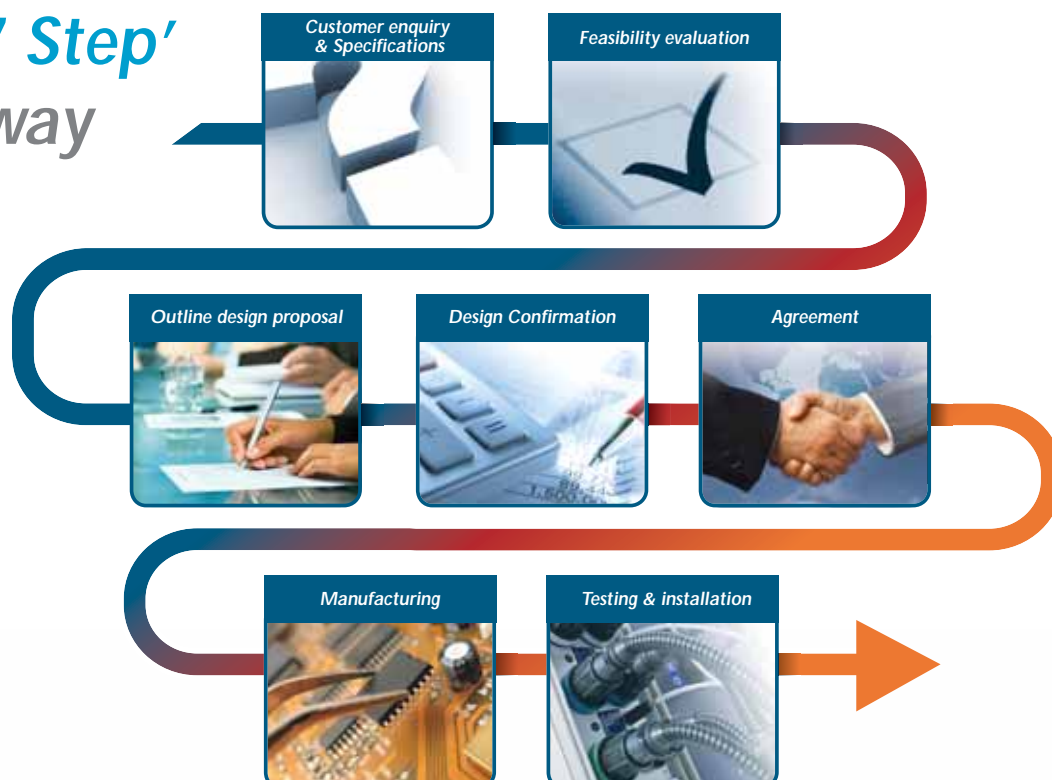 ' Step'
way
Customer enquiry
& Specifications
Feasibility evaluation
Outline design proposal
Design Confirmation
Agreement
Manufacturing
Testing & installation